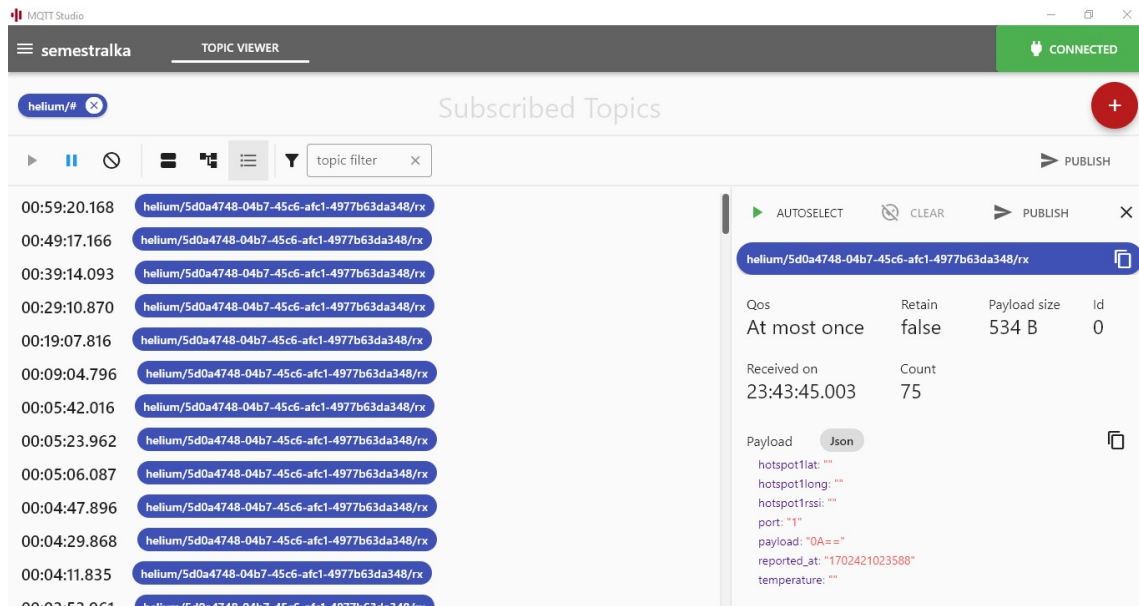 MQTT Studio
semestralka
TOPIC VIEWER
CONNECTED
helium/#
Subscribed Topics
topic filter
PUBLISH
00:59:20.168 helium/5d0a4748-04b7-45c6-afc1-4977b63da348/rx
00:49:17.166 helium/5d0a4748-04b7-45c6-afc1-4977b63da348/rx
00:39:14.093 helium/5d0a4748-04b7-45c6-afc1-4977b63da348/rx
00:29:10.870 helium/5d0a4748-04b7-45c6-afc1-4977b63da348/rx
00:19:07.816 helium/5d0a4748-04b7-45c6-afc1-4977b63da348/rx
00:09:04.796 helium/5d0a4748-04b7-45c6-afc1-4977b63da348/rx
00:05:42.016 helium/5d0a4748-04b7-45c6-afc1-4977b63da348/rx
00:05:23.962 helium/5d0a4748-04b7-45c6-afc1-4977b63da348/rx
00:05:06.087 helium/5d0a4748-04b7-45c6-afc1-4977b63da348/rx
00:04:47.896 helium/5d0a4748-04b7-45c6-afc1-4977b63da348/rx
00:04:29.868 helium/5d0a4748-04b7-45c6-afc1-4977b63da348/rx
00:04:11.835 helium/5d0a4748-04b7-45c6-afc1-4977b63da348/rx
AUTOSELECT CLEAR PUBLISH
helium/5d0a4748-04b7-45c6-afc1-4977b63da348/rx
Qos Retain Payload size Id
At most once false 534 B 0
Received on Count
23:43:45.003 75
Payload Json
hotspot1lat: ""
hotspot1long: ""
hotspot1rssi: ""
port: "1"
payload: "0A=="
reported_at: "1702421023588"
temperature: ""